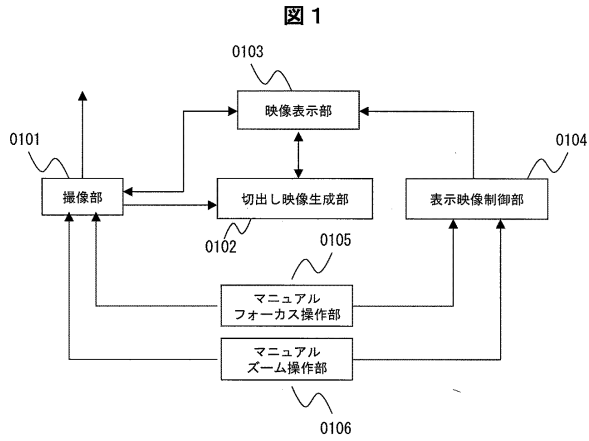 図1
0103
映像表示部
0101
0104
撮像部
切出し映像生成部
表示映像制御部
0102
0105
マニュアル
フォーカス操作部
マニュアル
ズーム操作部
0106